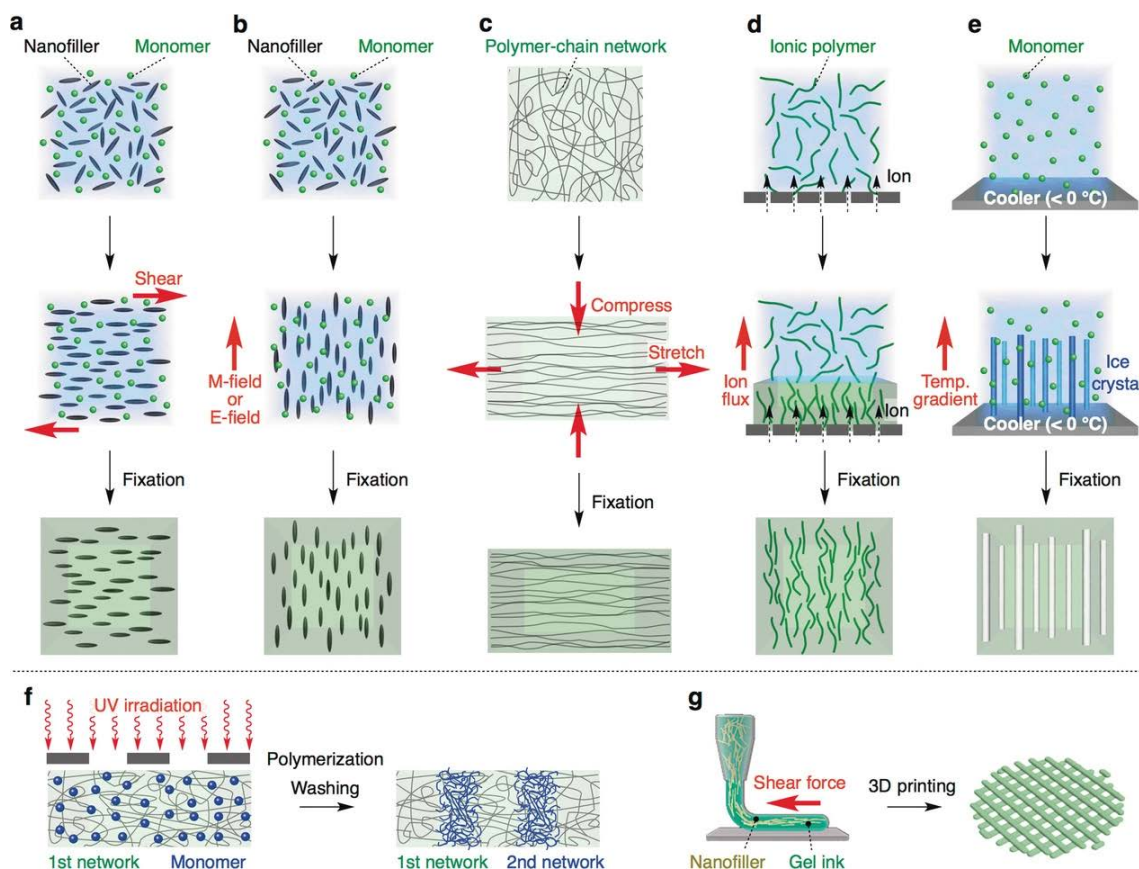 a
Nanofiller
Monomer
Shear
Fixation
b
Nanofiller
Monomer
M-field
or
E-field
Fixation
c
Polymer-chain network
Compress
Stretch
Fixation
d
Ionic polymer
Ion
Ion
flux
Ion
Fixation
e
Monomer
Cooler (< 0 °C)
Temp.
gradient
Ice
crysta
Cooler (< 0 °C)
Fixation
f
UV irradiation
1st network
Monomer
Polymerization
Washing
1st network
2nd network
g
Shear force
Nanofiller
Gel ink
3D printing